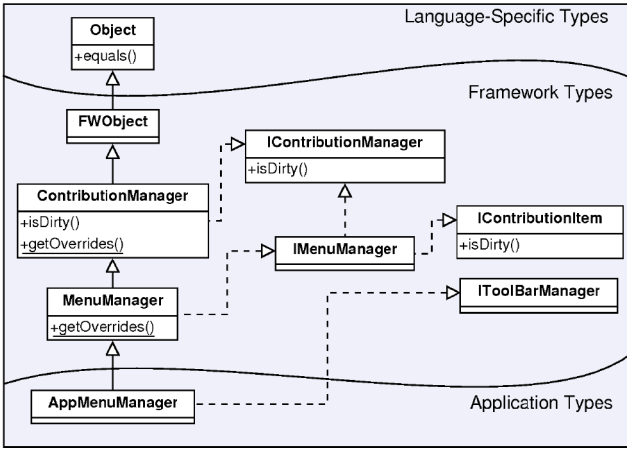 Language-Specific Types
Object
+equals()
Framework Types
FWObject
IContributionManager
+isDirty()
ContributionManager
+isDirty()
+getOverrides()
IContributionItem
+isDirty()
IMenuManager
MenuManager
+getOverrides()
IToolBarManager
AppMenuManager
Application Types